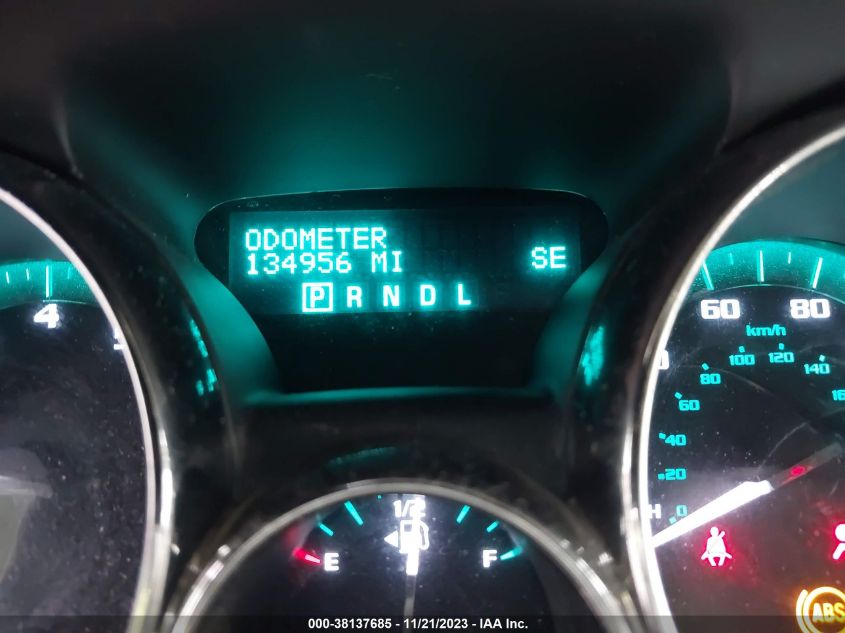 ODOMETER
134956 MI SE
P R N D L
4 5
60 80
km/h
20 40 60 80 100 120 140
0
1/2
E F
ABS
000-38137685 - 11/21/2023 - IAA Inc.